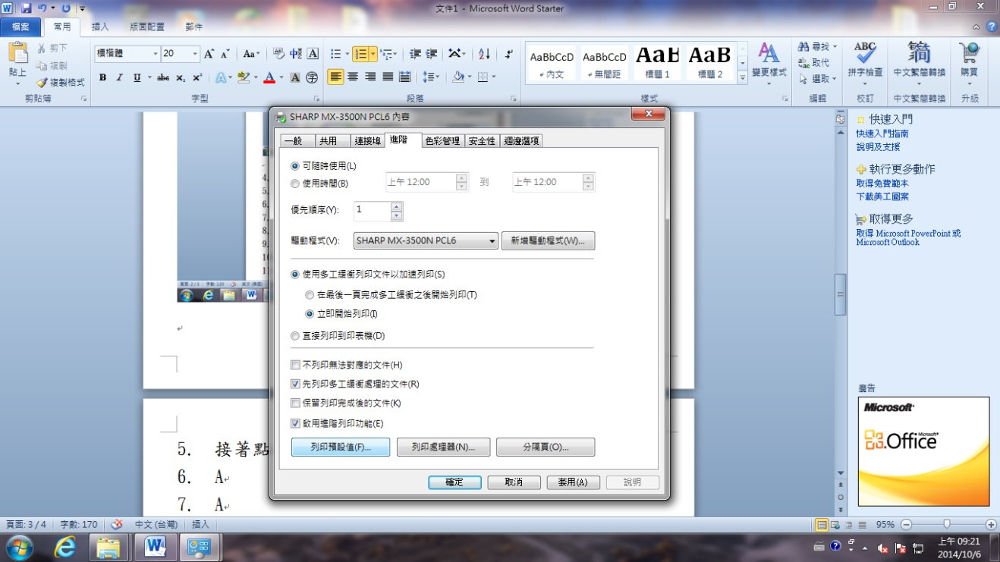 文件1 - Microsoft Word Starter
檔案 常用 插入 版面配置 郵件
貼上 剪下 複製 複製格式
標楷體 20
剪貼簿 字型 段落 樣式 編輯 校訂 中文繁簡轉換 升級
AaBbCcD AaBbCcD AaB AaB
內文 無間距 標題 1 標題 2
變更樣式
尋找 取代 選取
ABC 拼字檢查
繁簡 中文繁簡轉換
購買
SHARP MX-3500N PCL6 內容
一般 共用 連接埠 進階 色彩管理 安全性 週邊選項
可隨時使用(L)
使用時間(B) 上午 12:00 到 上午 12:00
優先順序(Y): 1
驅動程式(V): SHARP MX-3500N PCL6 新增驅動程式(W)...
使用多工緩衝列印文件以加速列印(S)
在最後一頁完成多工緩衝之後開始列印(T)
立即開始列印(I)
直接列印到印表機(D)
不列印無法對應的文件(H)
先列印多工緩衝處理的文件(R)
保留列印完成後的文件(K)
啟用進階列印功能(E)
列印預設值(F)... 列印處理器(N)... 分隔頁(O)...
確定 取消 套用(A) 說明
4.
5.
6.
7.
8.
9.
5. 接著點
6. A
7. A
快速入門
快速入門指南
說明及支援
執行更多動作
取得免費範本
下載美工圖案
取得更多
取得 Microsoft PowerPoint 或
Microsoft Outlook
廣告
Microsoft
Microsoft Office
頁面: 3 / 4 字數: 170 中文 (台灣) 插入 95%
上午 09:21
2014/10/6